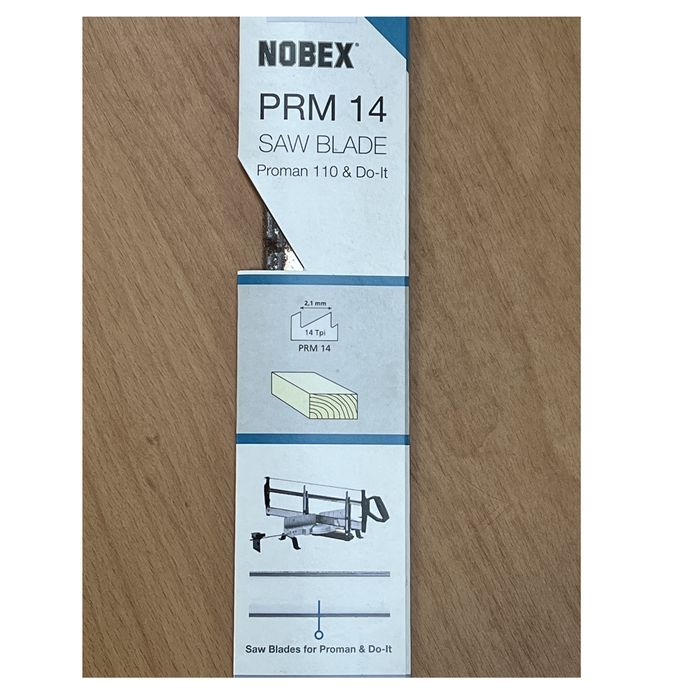 NOBEX®
PRM 14
SAW BLADE
Proman 110 & Do-It
2,1 mm
14 Tpi
PRM 14
Saw Blades for Proman & Do-It